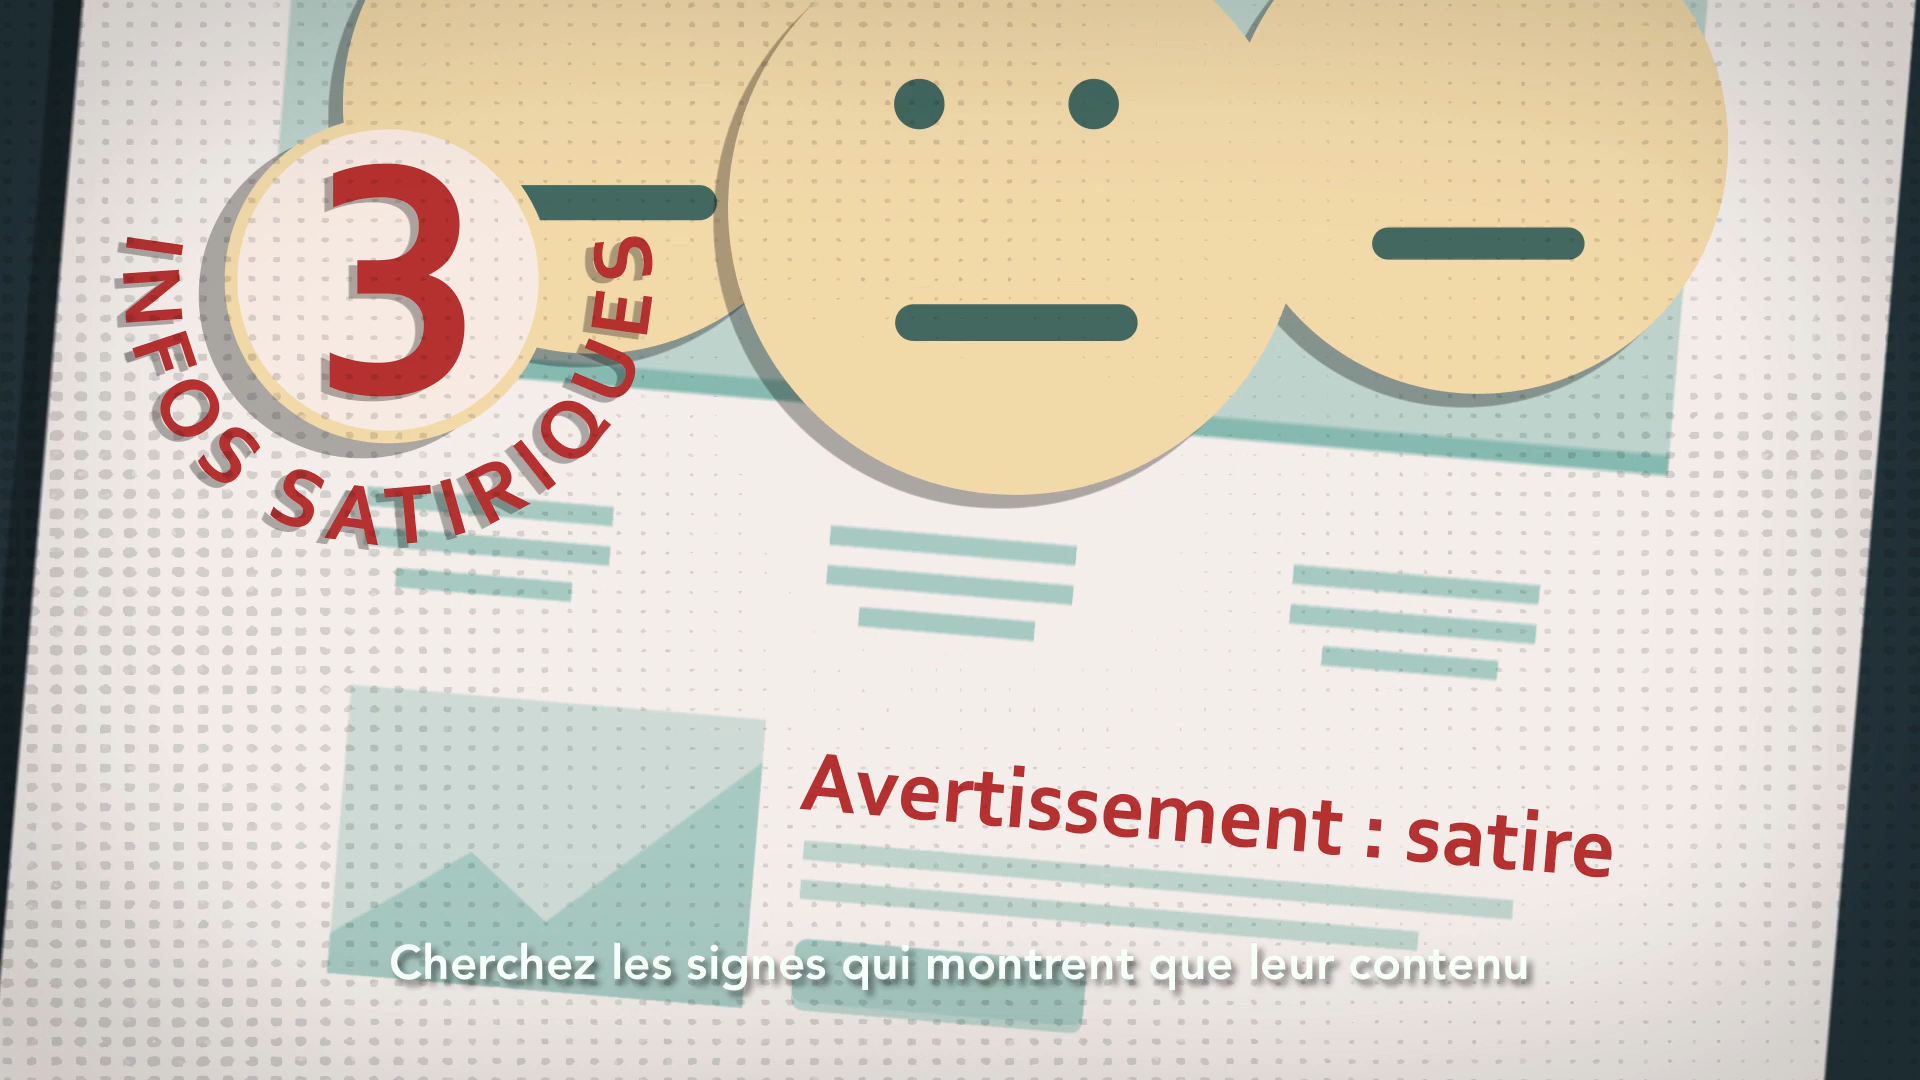 3
INFOS SATIRIQUES
Avertissement : satire
Cherchez les signes qui montrent que leur contenu